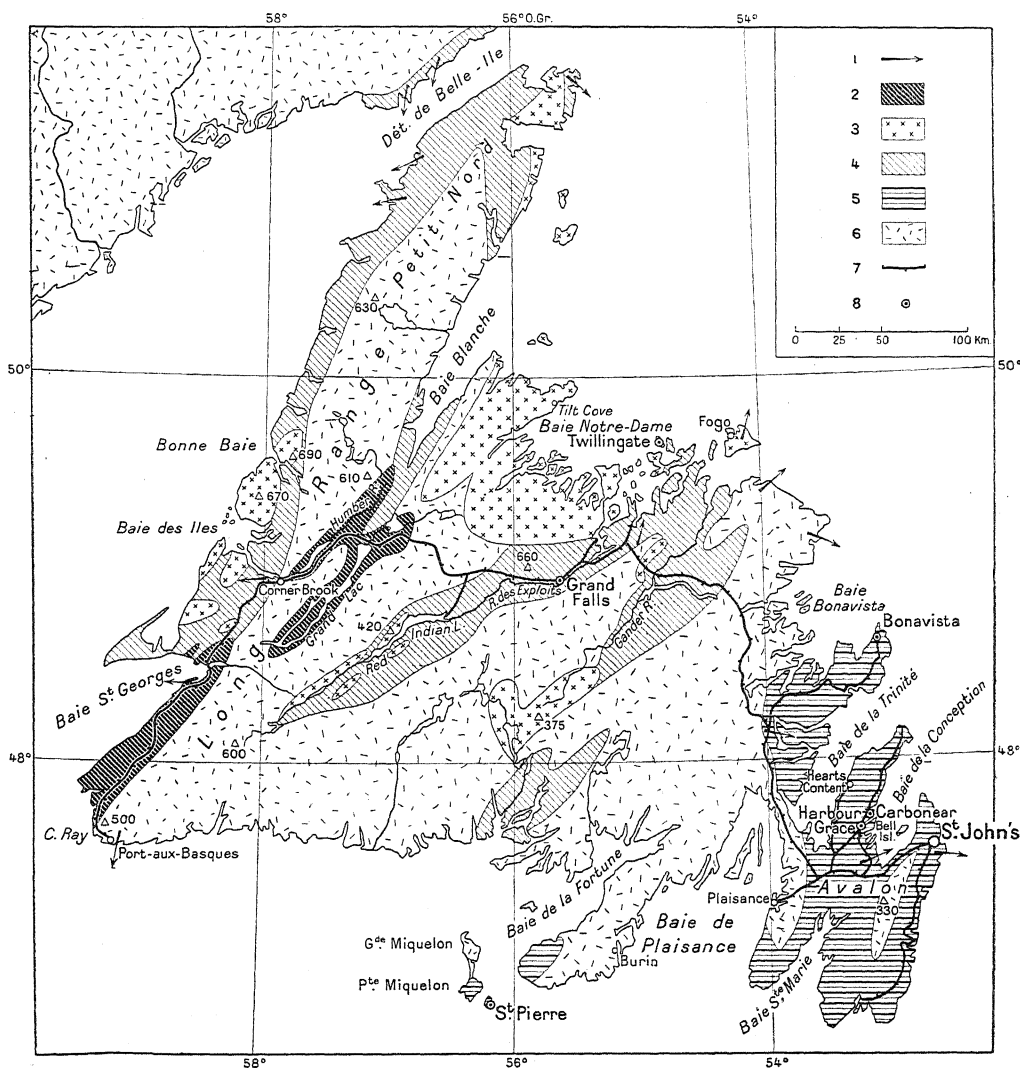 58°
56° O.Gr.
54°
1
2
3
4
5
6
7
8
0 25 50 100 Km.
Dét. de Belle-Ile
Petit Nord
630
50°
50°
Baie Blanche
Long Range
Tilt Cove
Baie Notre-Dame
Twillingate
Fogo
Bonne Baie
690
610
670
Humber R.
Baie des Iles
660
Corner Brook
Grand Lac
R. des Exploits
Grand Falls
420
Red Indian L.
Gander R.
Baie Bonavista
Bonavista
Baie St Georges
375
Baie de la Trinité
Baie de la Conception
600
48°
48°
Hearts Content
Harbour Grace
Carbonear
Bell Isl.
St. John's
500
C. Ray
Port-aux-Basques
Avalon
330
Plaisance
Baie de la Fortune
Baie de Plaisance
Gde Miquelon
Burin
Pte Miquelon
Baie Ste Marie
St. Pierre
58°
56°
54°